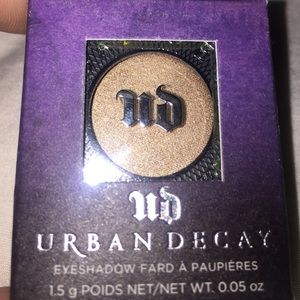 ud
ud
URBAN DECAY
EYESHADOW FARD À PAUPIÈRES
1.5 g·POIDS NET/NET WT. 0.05 oz